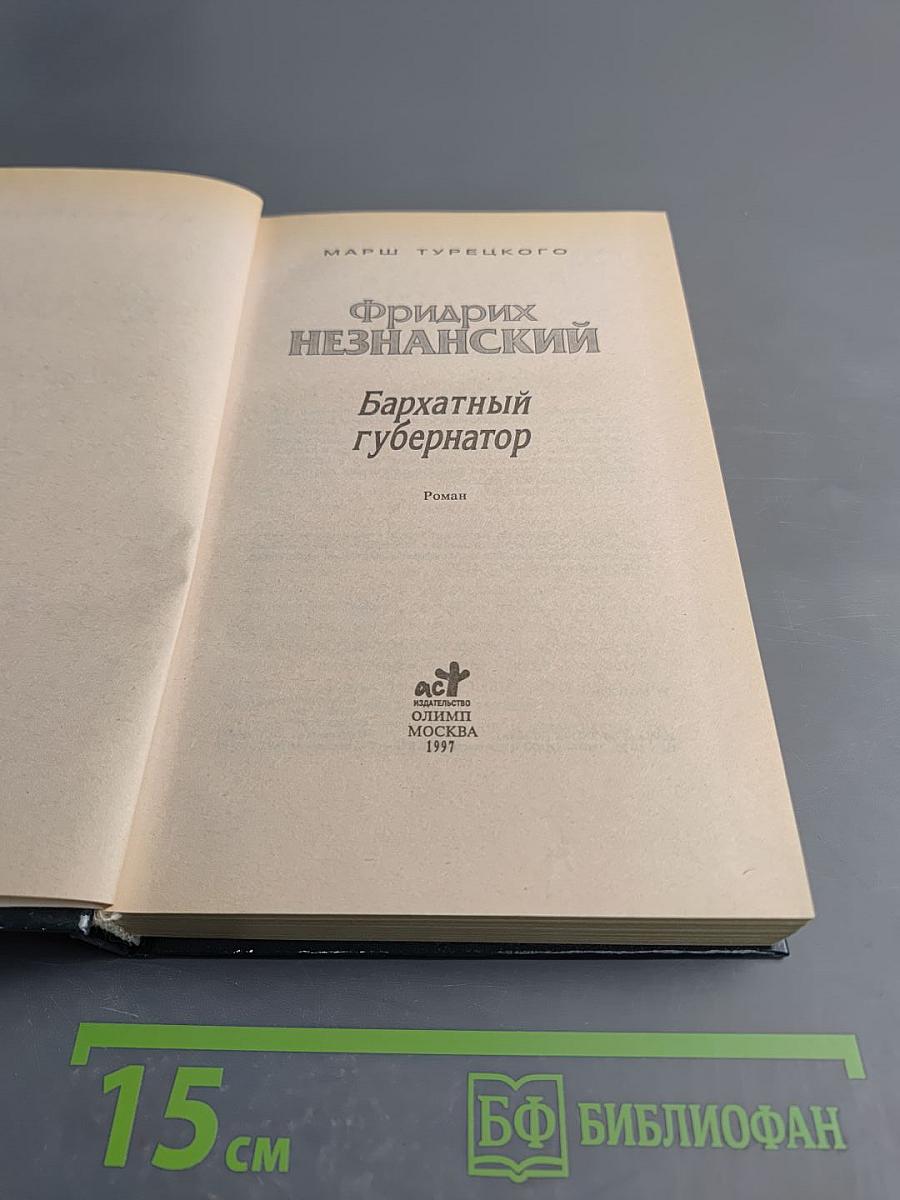 МАРШ ТУРЕЦКОГО
Фридрих
НЕЗНАНСКИЙ
Бархатный
губернатор
Роман
аст
ИЗДАТЕЛЬСТВО
ОЛИМП
МОСКВА
1997
15 см
БФ БИБЛИОФАН